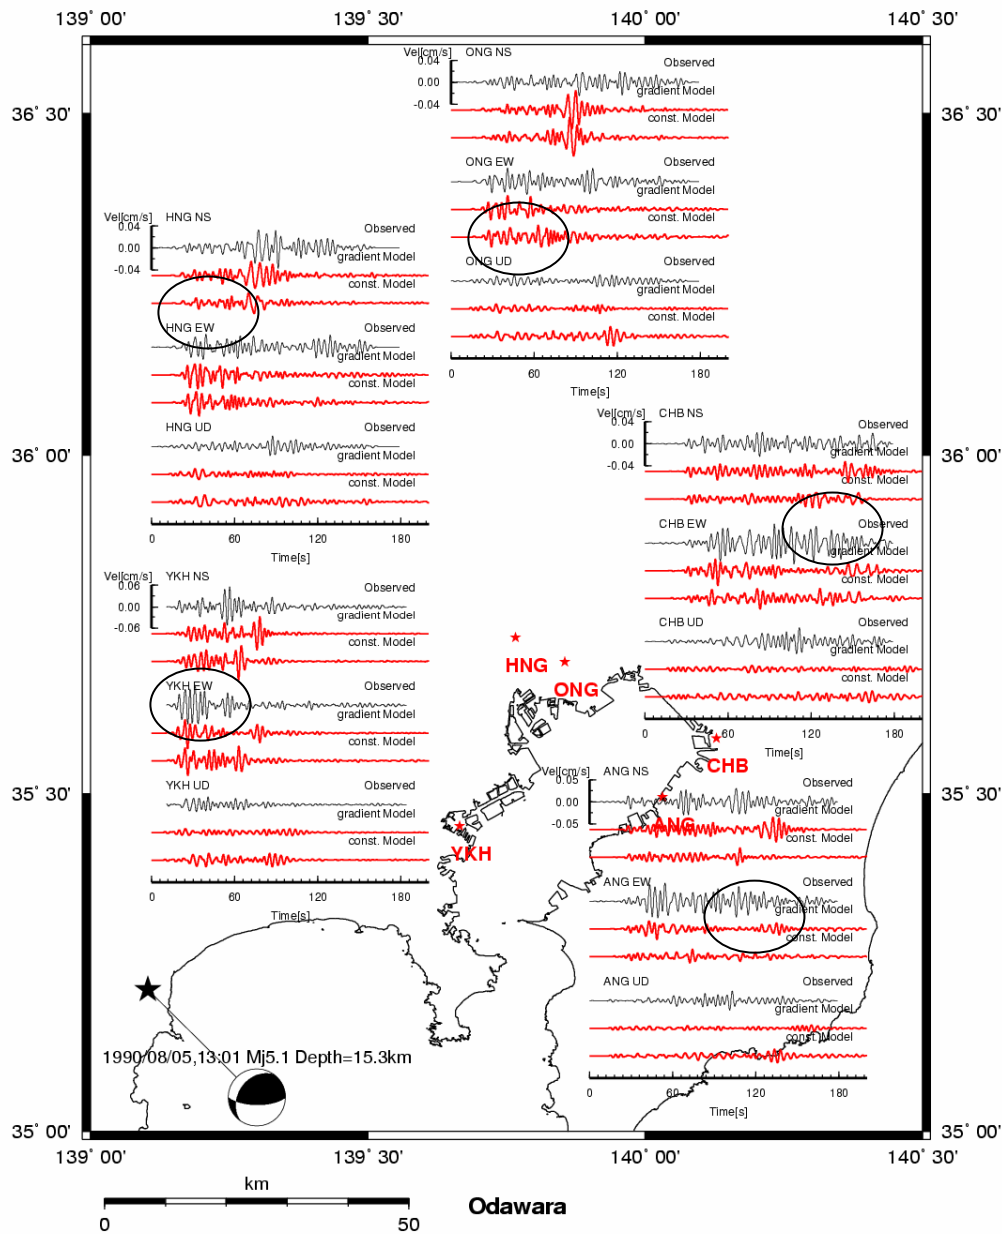 139° 00' 139° 30' 140° 00' 140° 30'
36° 30' 36° 30'
36° 00' 36° 00'
35° 30' 35° 30'
35° 00' 35° 00'
139° 00' 139° 30' 140° 00' 140° 30'
Vel[cm/s] ONG NS
0.04
0.00
-0.04
Observed
gradient Model
const. Model
ONG EW
Observed
gradient Model
const. Model
ONG UD
Observed
gradient Model
const. Model
0 60 120 180
Time[s]
Vel[cm/s] HNG NS
0.04
0.00
-0.04
Observed
gradient Model
const. Model
HNG EW
Observed
gradient Model
const. Model
HNG UD
Observed
gradient Model
const. Model
0 60 120 180
Time[s]
Vel[cm/s] CHB NS
0.04
0.00
-0.04
Observed
gradient Model
const. Model
CHB EW
Observed
gradient Model
const. Model
CHB UD
Observed
gradient Model
const. Model
0 60 120 180
Time[s]
Vel[cm/s] YKH NS
0.06
0.00
-0.06
Observed
gradient Model
const. Model
YKH EW
Observed
gradient Model
const. Model
YKH UD
Observed
gradient Model
const. Model
0 60 120 180
Time[s]
Vel[cm/s] ANG NS
0.05
0.00
-0.05
Observed
gradient Model
const. Model
ANG EW
Observed
gradient Model
const. Model
ANG UD
Observed
gradient Model
const. Model
0 60 120 180
Time[s]
HNG
ONG
CHB
ANG
YKH
1990/08/05,13:01 Mj5.1 Depth=15.3km
km
0 50
Odawara